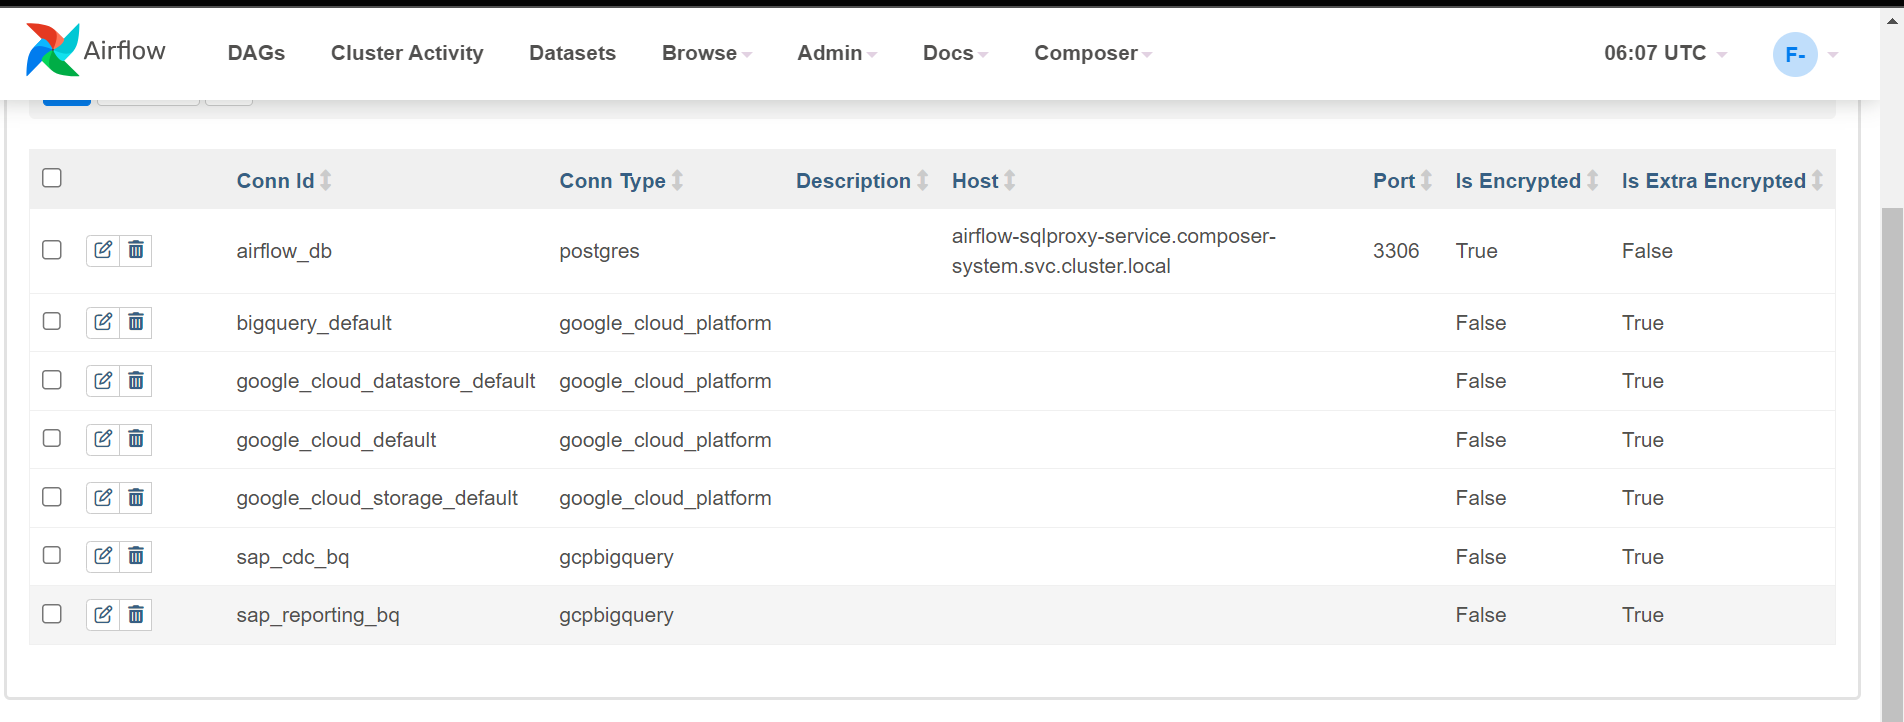 Airflow DAGs Cluster Activity Datasets Browse Admin Docs Composer 06:07 UTC F-
Conn Id Conn Type Description Host Port Is Encrypted Is Extra Encrypted
airflow_db postgres airflow-sqlproxy-service.composer-system.svc.cluster.local 3306 True False
bigquery_default google_cloud_platform False True
google_cloud_datastore_default google_cloud_platform False True
google_cloud_default google_cloud_platform False True
google_cloud_storage_default google_cloud_platform False True
sap_cdc_bq gcpbigquery False True
sap_reporting_bq gcpbigquery False True